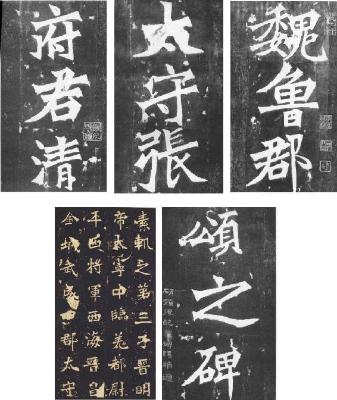 魏魯郡
太守張
府君清
頌之碑
素軌之第三子晉明
帝太寧中臨羌都尉
平西將軍西海晉昌
金城武威郡太守